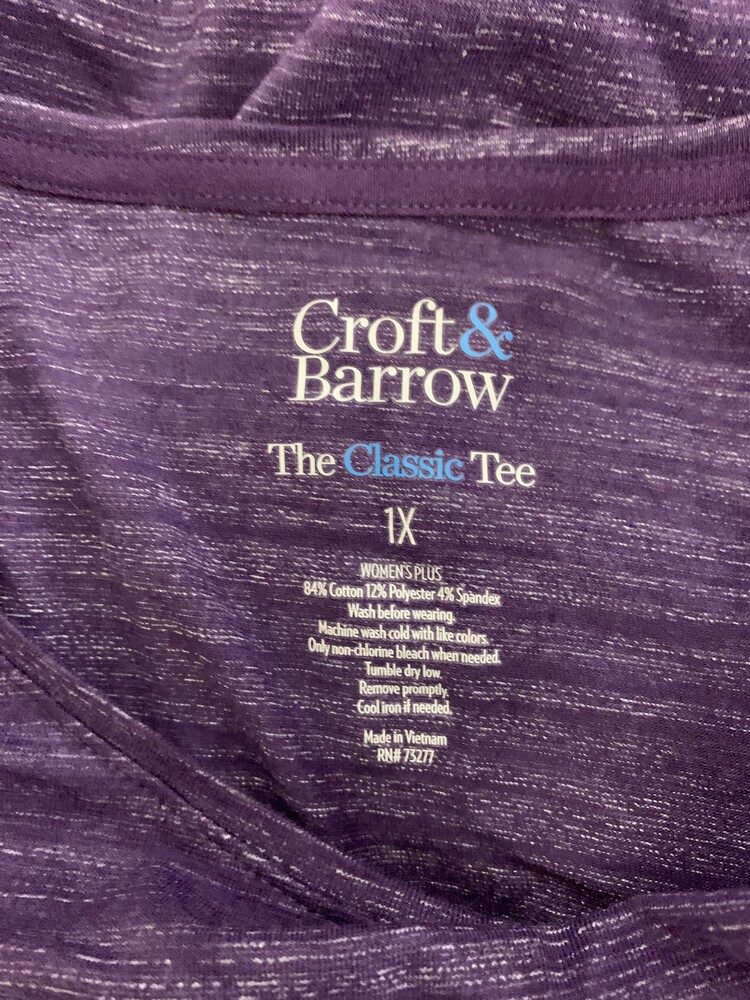 Croft&
Barrow
The Classic Tee
1X
WOMEN'S PLUS
84% Cotton 12% Polyester 4% Spandex
Wash before wearing.
Machine wash cold with like colors.
Only non-chlorine bleach when needed.
Tumble dry low.
Remove promptly.
Cool iron if needed.
Made in Vietnam
RN# 73277